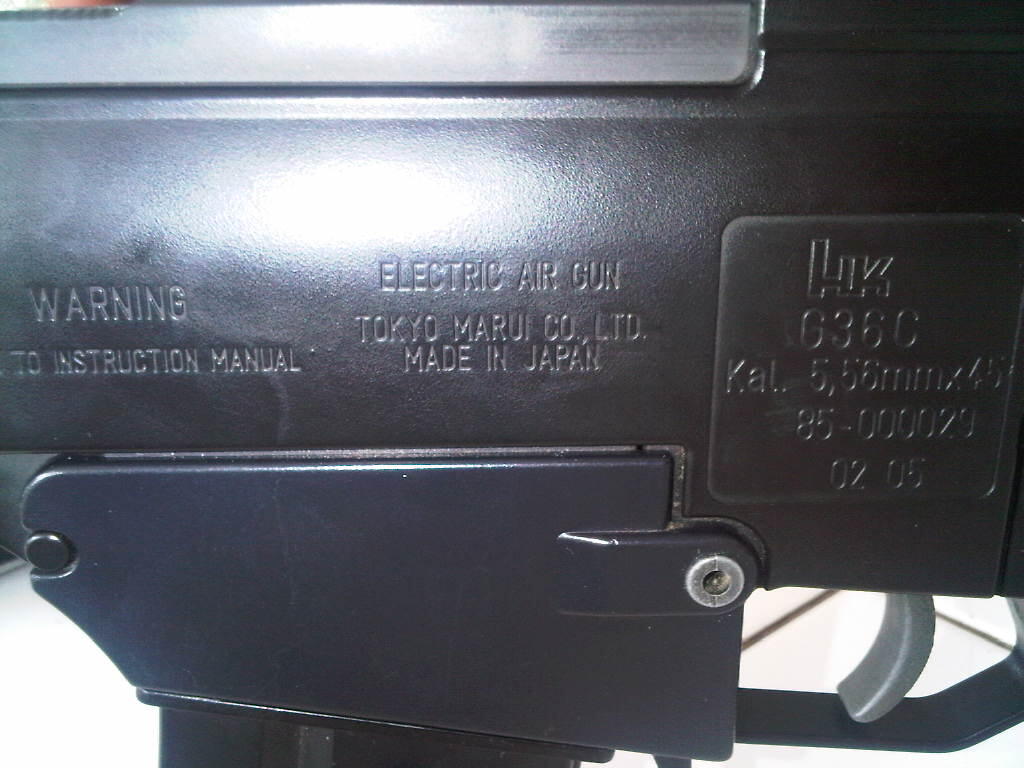 WARNING
TO INSTRUCTION MANUAL
ELECTRIC AIR GUN
TOKYO MARUI CO., LTD.
MADE IN JAPAN
HK
G36C
Kal. 5,56mmx45
85-000029
02 05